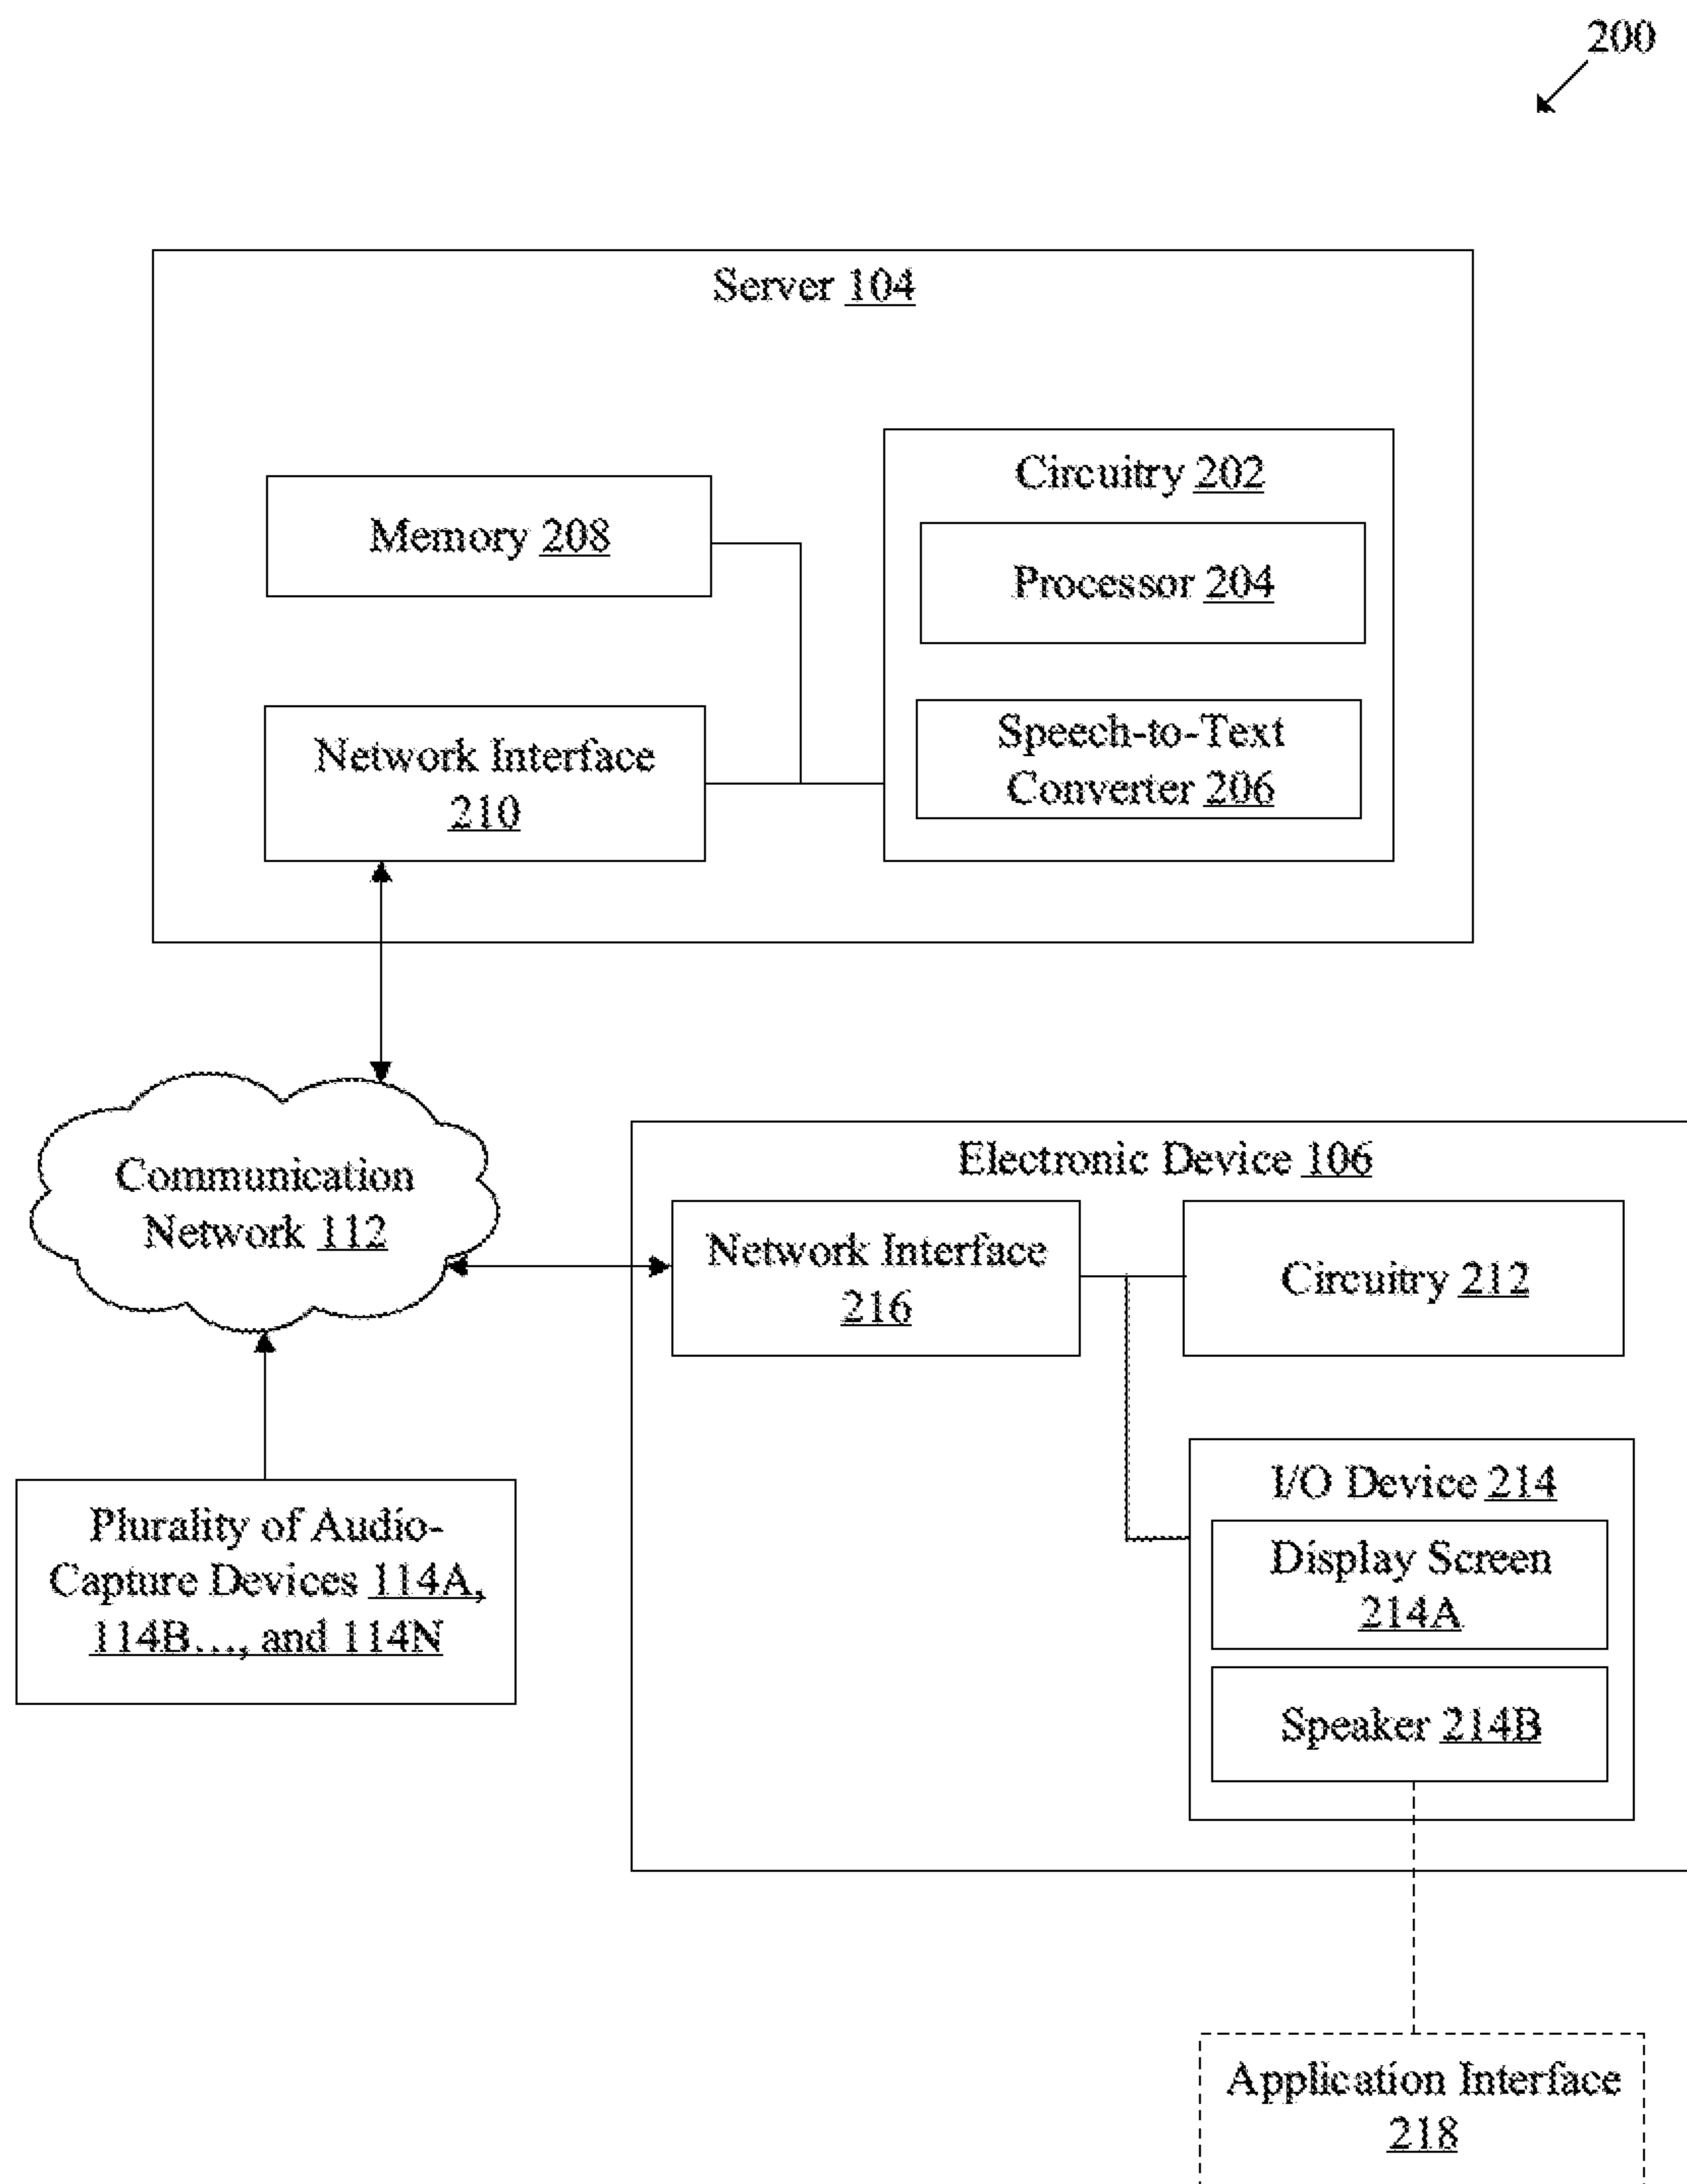 200
Server 104
Memory 208
Circuitry 202
Processor 204
Network Interface
210
Speech-to-Text
Converter 206
Communication
Network 112
Electronic Device 106
Network Interface
216
Circuitry 212
Plurality of Audio-
Capture Devices 114A,
114B…, and 114N
I/O Device 214
Display Screen
214A
Speaker 214B
Application Interface
218